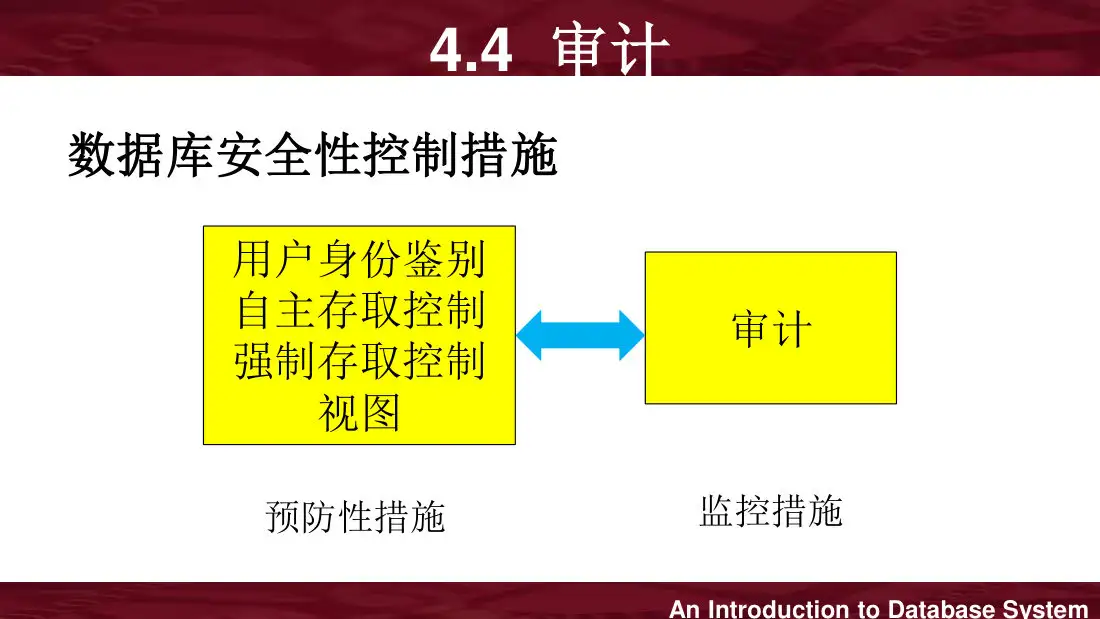 4.4 审计
数据库安全性控制措施
用户身份鉴别
自主存取控制
强制存取控制
视图
审计
预防性措施
监控措施
An Introduction to Database System